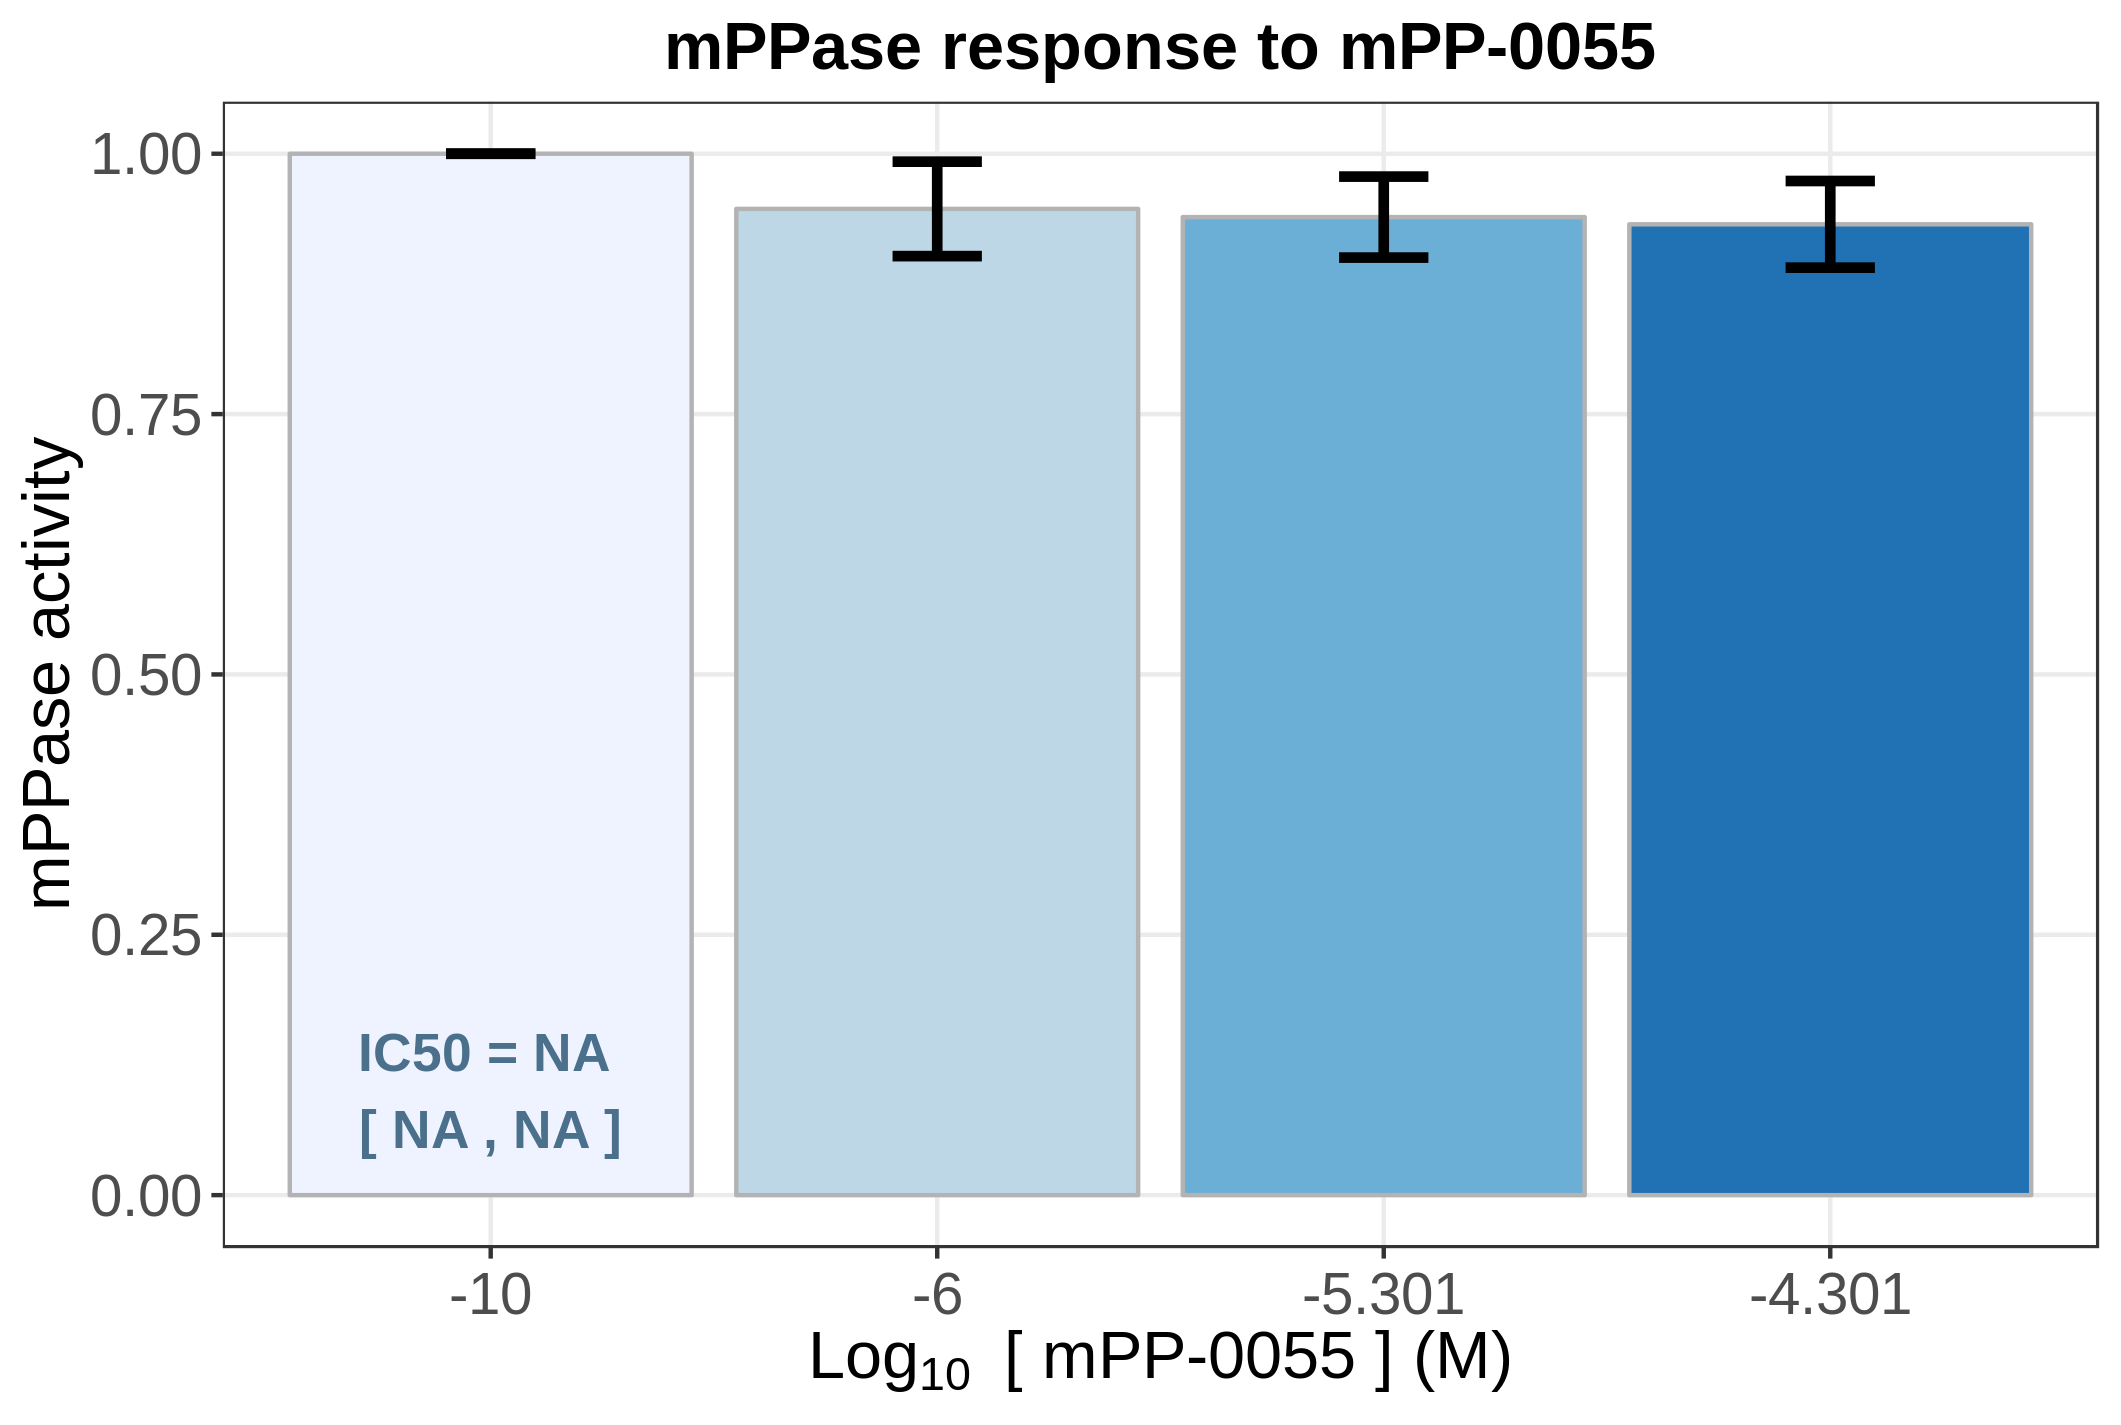 mPPase response to mPP-0055
mPPase activity
1.00
0.75
0.50
0.25
0.00
IC50 = NA
[ NA , NA ]
-10
-6
-5.301
-4.301
Log10 [ mPP-0055 ] (M)